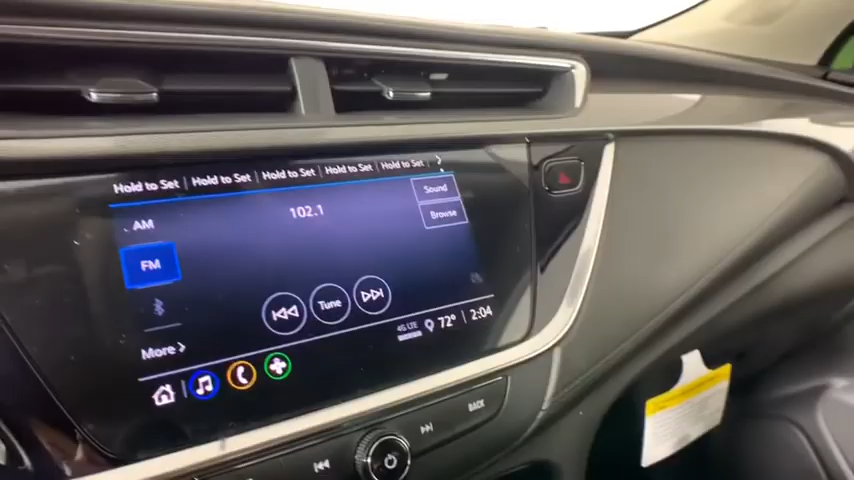 Hold to Set Hold to Set Hold to Set Hold to Set Hold to Set
AM
102.1
Sound
Browse
FM
Tune
More
4G LTE 72° 2:04
BACK